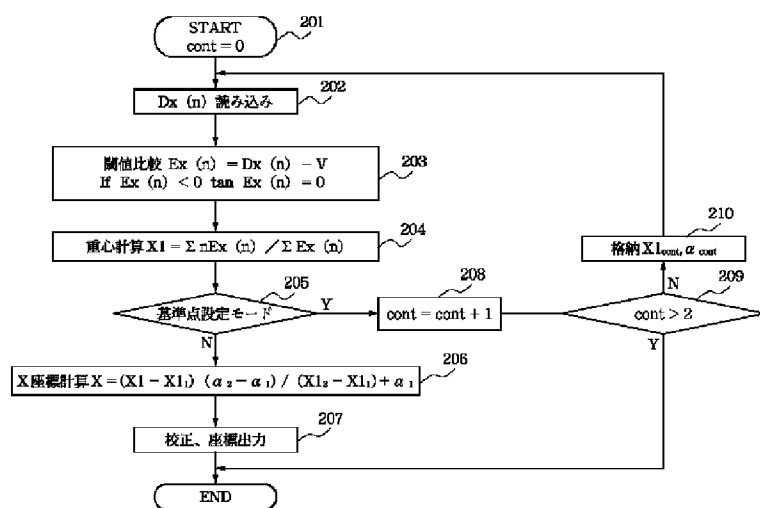 START
cont = 0
201
Dx (n) 読み込み
202
閾値比較 Ex (n) = Dx (n) − V
If Ex (n) < 0 tan Ex (n) = 0
203
重心計算 X1 = Σ nEx (n) ／Σ Ex (n)
204
基準点設定モード
205
Y
N
cont = cont + 1
208
cont > 2
209
N
Y
格納 X1cont, α cont
210
X座標計算 X = (X1 − X1₁) (α₂ − α₁) / (X1₂ − X1₁) + α₁
206
校正、座標出力
207
END